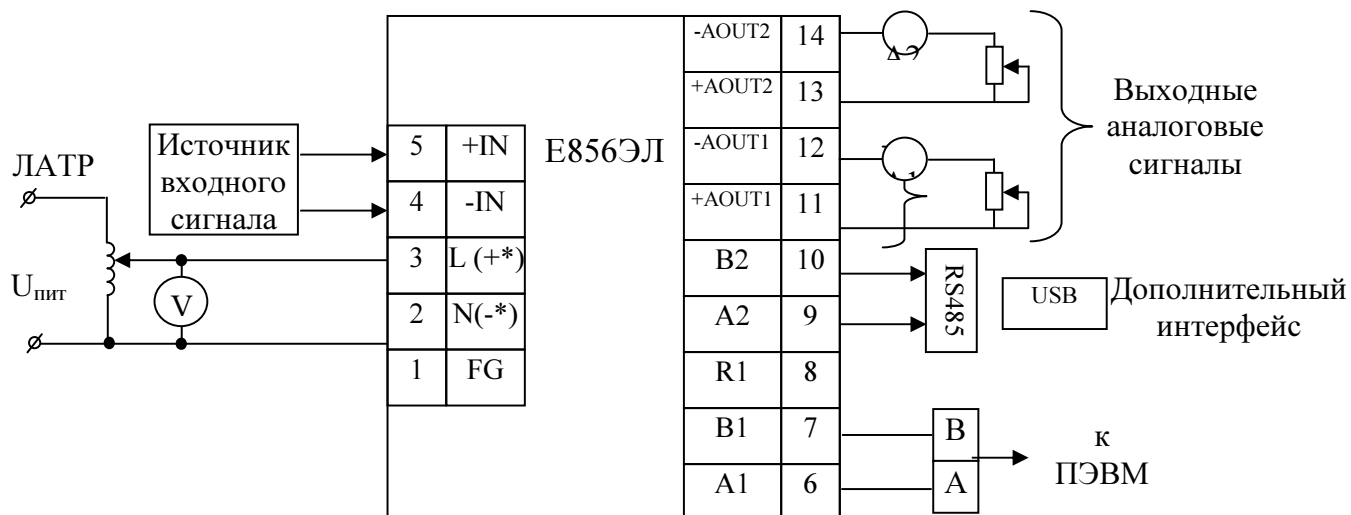 ЛАТР
Uпит
Источник
входного
сигнала
V
5 +IN
4 -IN
3 L (+*)
2 N(-*)
1 FG
Е856ЭЛ
-AOUT2 14
+AOUT2 13
-AOUT1 12
+AOUT1 11
B2 10
A2 9
R1 8
B1 7
A1 6
Выходные
аналоговые
сигналы
RS485
USB
Дополнительный
интерфейс
B
A
к
ПЭВМ